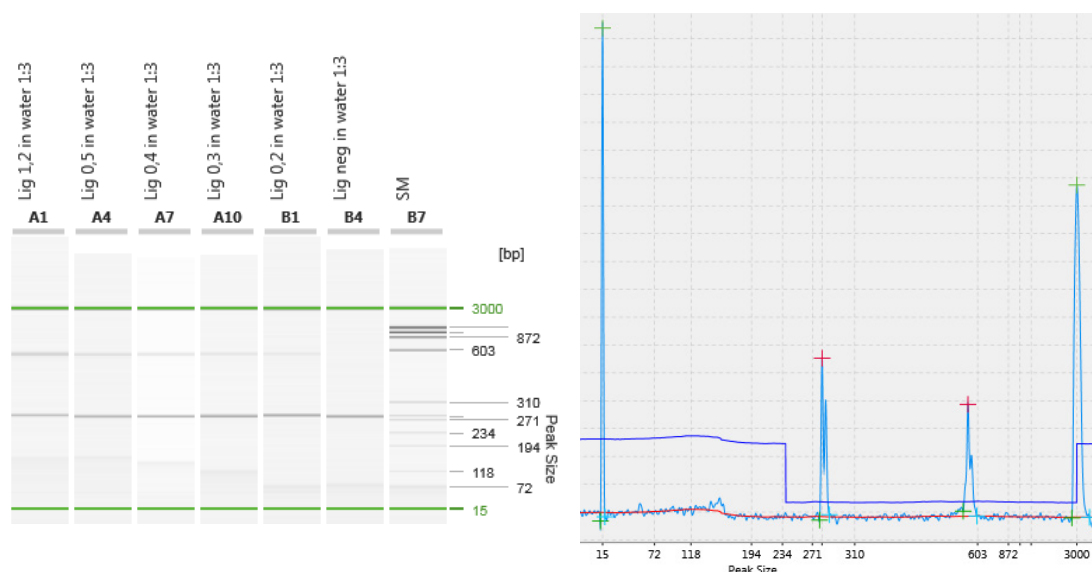 Lig 1,2 in water 1:3
Lig 0,5 in water 1:3
Lig 0,4 in water 1:3
Lig 0,3 in water 1:3
Lig 0,2 in water 1:3
Lig neg in water 1:3
SM
A1 A4 A7 A10 B1 B4 B7
[bp]
3000
872
603
310
271
234
194
118
72
15
Peak Size
15 72 118 194 234 271 310 603 872 3000
Peak Size